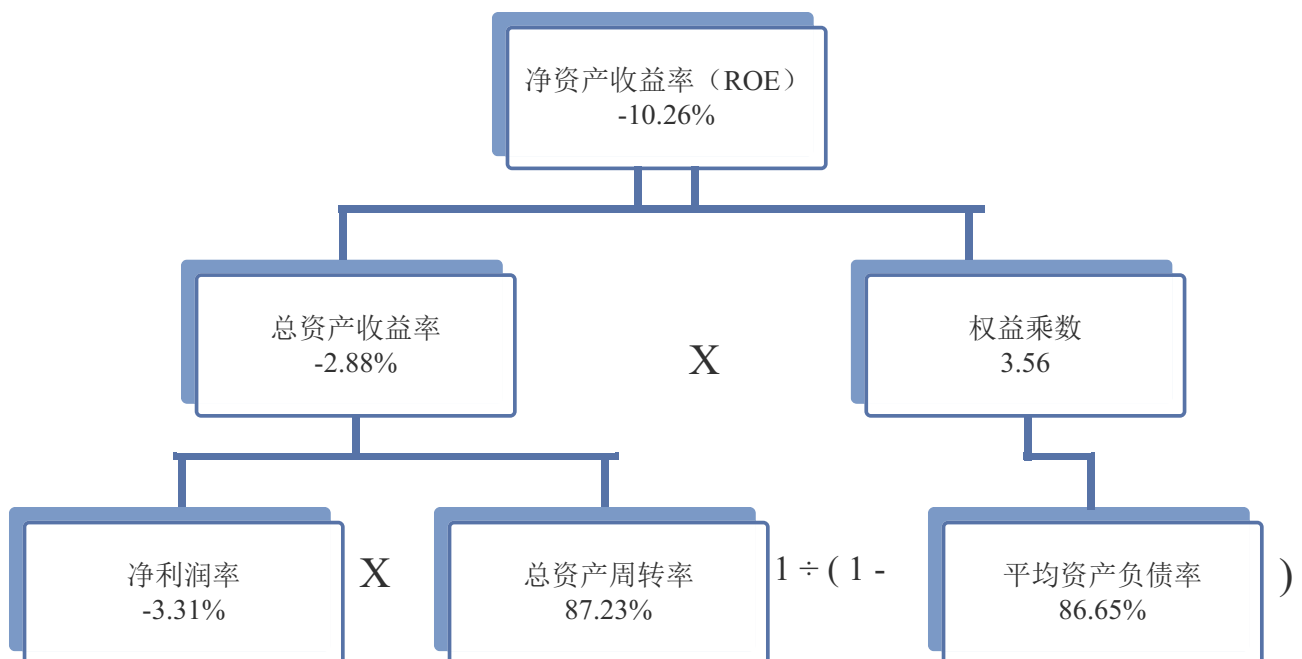 净资产收益率（ROE）
-10.26%
总资产收益率
-2.88%
X
权益乘数
3.56
净利润率
-3.31%
X
总资产周转率
87.23%
1 ÷ ( 1 -
平均资产负债率
86.65%
)